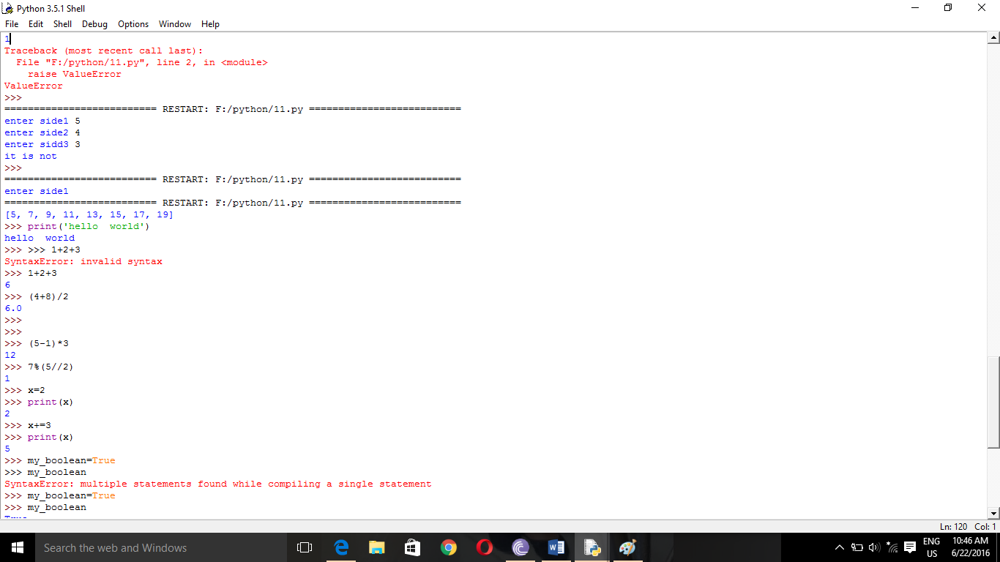 Python 3.5.1 Shell
File Edit Shell Debug Options Window Help
1
Traceback (most recent call last):
  File "F:/python/11.py", line 2, in <module>
    raise ValueError
ValueError
>>>
========================== RESTART: F:/python/11.py ==========================
enter side1 5
enter side2 4
enter sidd3 3
it is not
>>>
========================== RESTART: F:/python/11.py ==========================
enter side1
========================== RESTART: F:/python/11.py ==========================
[5, 7, 9, 11, 13, 15, 17, 19]
>>> print('hello  world')
hello  world
>>> >>> 1+2+3
SyntaxError: invalid syntax
>>> 1+2+3
6
>>> (4+8)/2
6.0
>>>
>>>
>>> (5-1)*3
12
>>> 7%(5//2)
1
>>> x=2
>>> print(x)
2
>>> x+=3
>>> print(x)
5
>>> my_boolean=True
>>> my_boolean
SyntaxError: multiple statements found while compiling a single statement
>>> my_boolean=True
>>> my_boolean
Ln: 120 Col: 1
Search the web and Windows
ENG
US
10:46 AM
6/22/2016